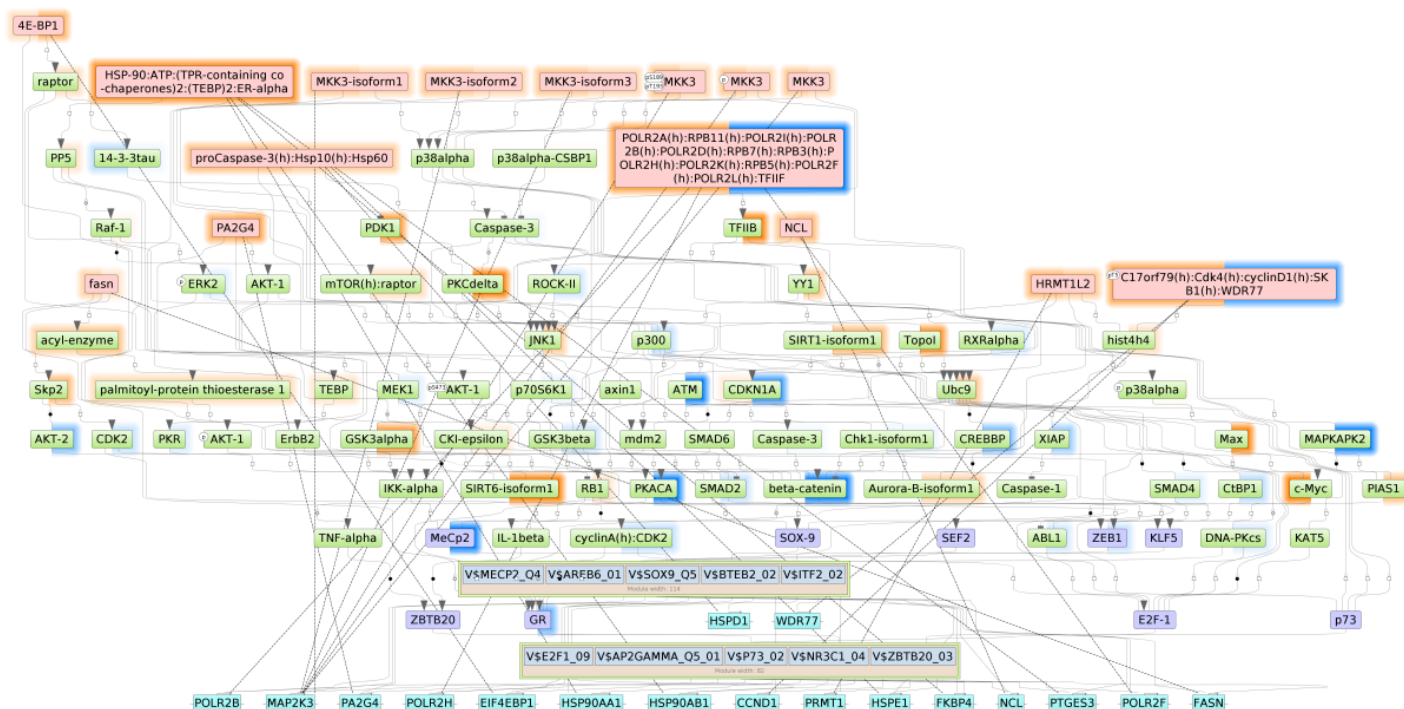 4E-BP1
raptor
HSP-90:ATP:(TPR-containing co
-chaperones)2:(TEBP)2:ER-alpha
MKK3-isoform1
MKK3-isoform2
MKK3-isoform3
MKK3
p
MKK3
MKK3
PP5
14-3-3tau
proCaspase-3(h):Hsp10(h):Hsp60
p38alpha
p38alpha-CSBP1
POLR2A(h):RPB11(h):POLR2I(h):POLR
2B(h):POLR2D(h):RPB7(h):RPB3(h):P
OLR2H(h):POLR2K(h):RPB5(h):POLR2F
(h):POLR2L(h):TFIIF
Raf-1
PA2G4
PDK1
Caspase-3
TFIIB
NCL
fasn
p
ERK2
AKT-1
mTOR(h):raptor
PKCdelta
ROCK-II
YY1
HRMT1L2
C17orf79(h):Cdk4(h):cyclinD1(h):SK
B1(h):WDR77
acyl-enzyme
JNK1
p300
SIRT1-isoform1
TopoI
RXRalpha
hist4h4
Skp2
palmitoyl-protein thioesterase 1
TEBP
MEK1
pS473
AKT-1
p70S6K1
axin1
ATM
CDKN1A
Ubc9
p
p38alpha
AKT-2
CDK2
PKR
p
AKT-1
ErbB2
GSK3alpha
CKI-epsilon
GSK3beta
mdm2
SMAD6
Caspase-3
Chk1-isoform1
CREBBP
XIAP
Max
MAPKAPK2
IKK-alpha
SIRT6-isoform1
RB1
PKACA
SMAD2
beta-catenin
Aurora-B-isoform1
Caspase-1
SMAD4
CtBP1
c-Myc
PIAS1
TNF-alpha
MeCp2
IL-1beta
cyclinA(h):CDK2
SOX-9
SEF2
ABL1
ZEB1
KLF5
DNA-PKcs
KAT5
V$MECP2_Q4
V$AREB6_01
V$SOX9_Q5
V$BTEB2_02
V$ITF2_02
Module width: 114
ZBTB20
GR
HSPD1
WDR77
E2F-1
p73
V$E2F1_09
V$AP2GAMMA_Q5_01
V$P73_02
V$NR3C1_04
V$ZBTB20_03
Module width: 82
POLR2B
MAP2K3
PA2G4
POLR2H
EIF4EBP1
HSP90AA1
HSP90AB1
CCND1
PRMT1
HSPE1
FKBP4
NCL
PTGES3
POLR2F
FASN